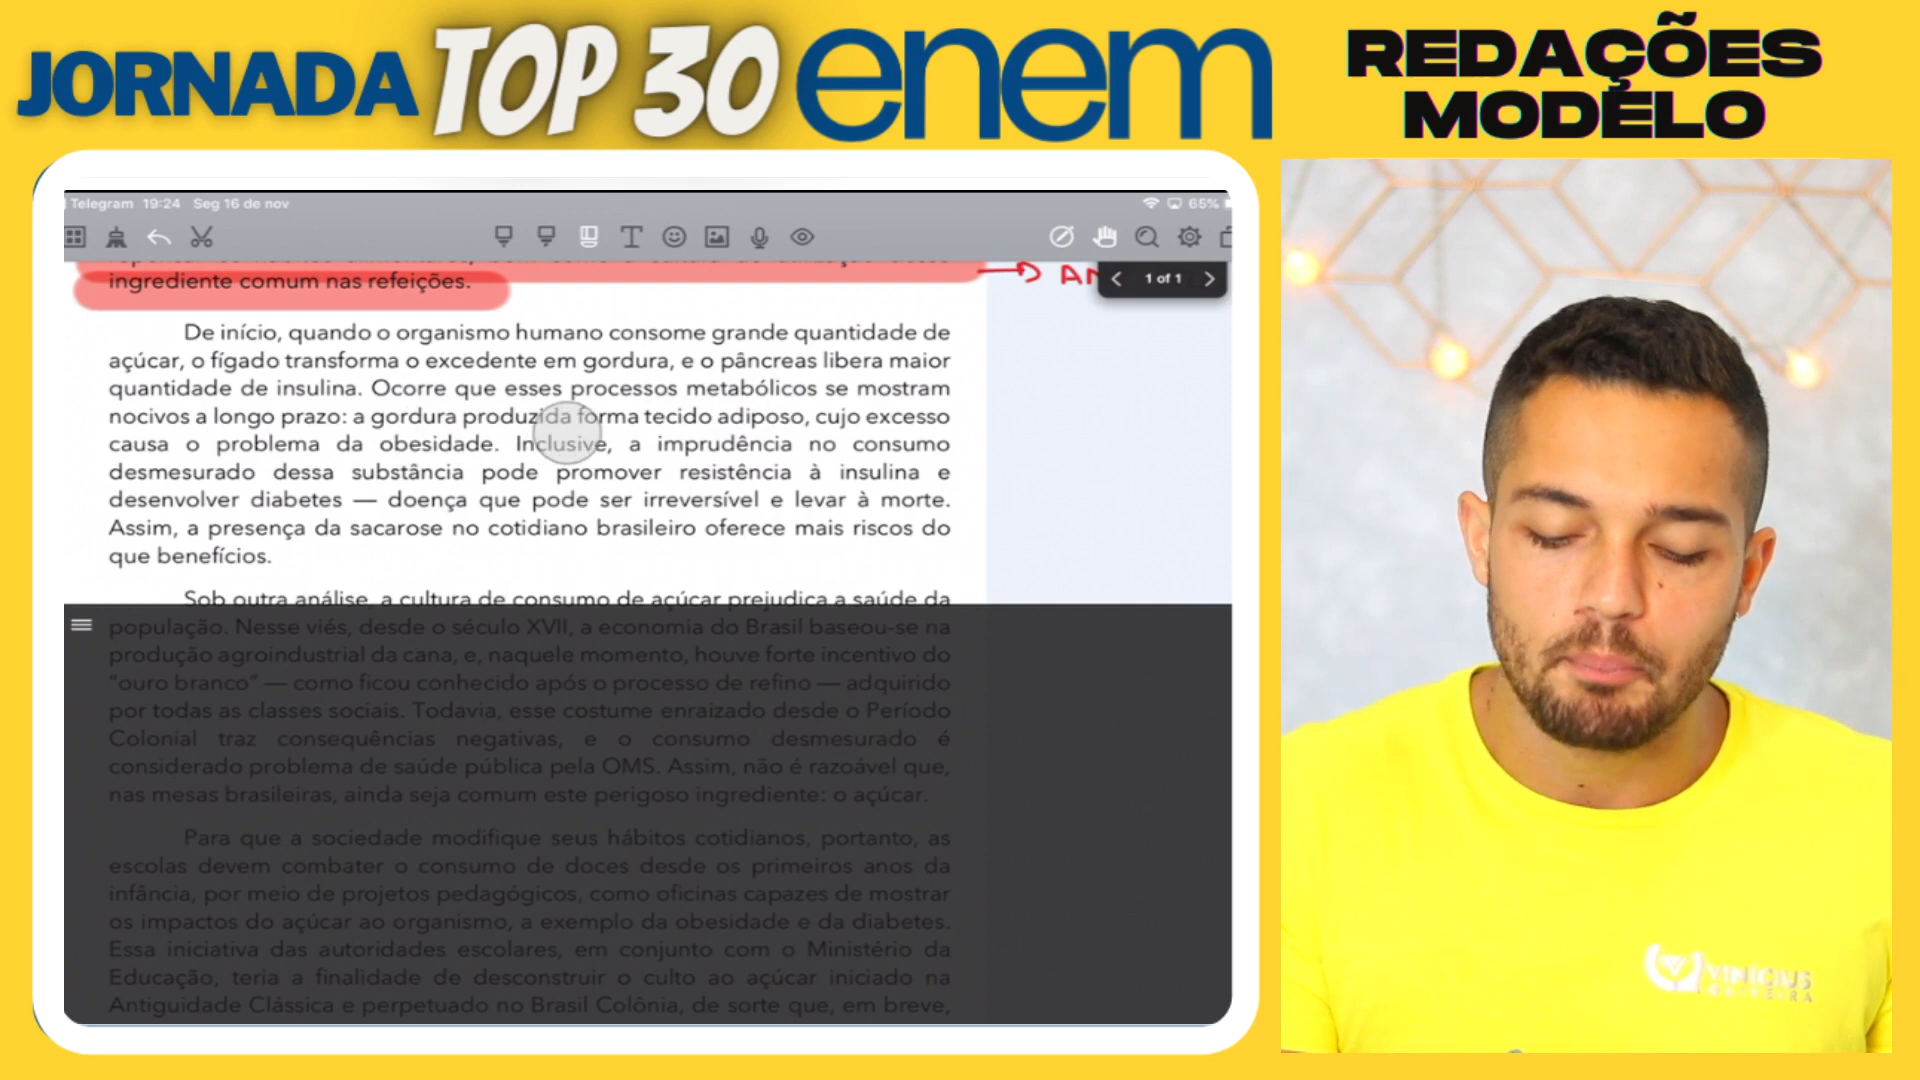 JORNADA TOP 30 enem
REDAÇÕES
MODELO
Telegram 19:24 Seg 16 de nov
65%
ingrediente comum nas refeições.
1 of 1
De início, quando o organismo humano consome grande quantidade de
açúcar, o fígado transforma o excedente em gordura, e o pâncreas libera maior
quantidade de insulina. Ocorre que esses processos metabólicos se mostram
nocivos a longo prazo: a gordura produzida forma tecido adiposo, cujo excesso
causa o problema da obesidade. Inclusive, a imprudência no consumo
desmesurado dessa substância pode promover resistência à insulina e
desenvolver diabetes — doença que pode ser irreversível e levar à morte.
Assim, a presença da sacarose no cotidiano brasileiro oferece mais riscos do
que benefícios.
Sob outra análise, a cultura de consumo de açúcar prejudica a saúde da
população. Nesse viés, desde o século XVII, a economia do Brasil baseou-se na
produção agroindustrial da cana, e, naquele momento, houve forte incentivo do
"ouro branco" — como ficou conhecido após o processo de refino — adquirido
por todas as classes sociais. Todavia, esse costume enraizado desde o Período
Colonial traz consequências negativas, e o consumo desmesurado é
considerado problema de saúde pública pela OMS. Assim, não é razoável que,
nas mesas brasileiras, ainda seja comum este perigoso ingrediente: o açúcar.
Para que a sociedade modifique seus hábitos cotidianos, portanto, as
escolas devem combater o consumo de doces desde os primeiros anos da
infância, por meio de projetos pedagógicos, como oficinas capazes de mostrar
os impactos do açúcar ao organismo, a exemplo da obesidade e da diabetes.
Essa iniciativa das autoridades escolares, em conjunto com o Ministério da
Educação, teria a finalidade de desconstruir o culto ao açúcar iniciado na
Antiguidade Clássica e perpetuado no Brasil Colônia, de sorte que, em breve,
VINICIUS
OLIVEIRA